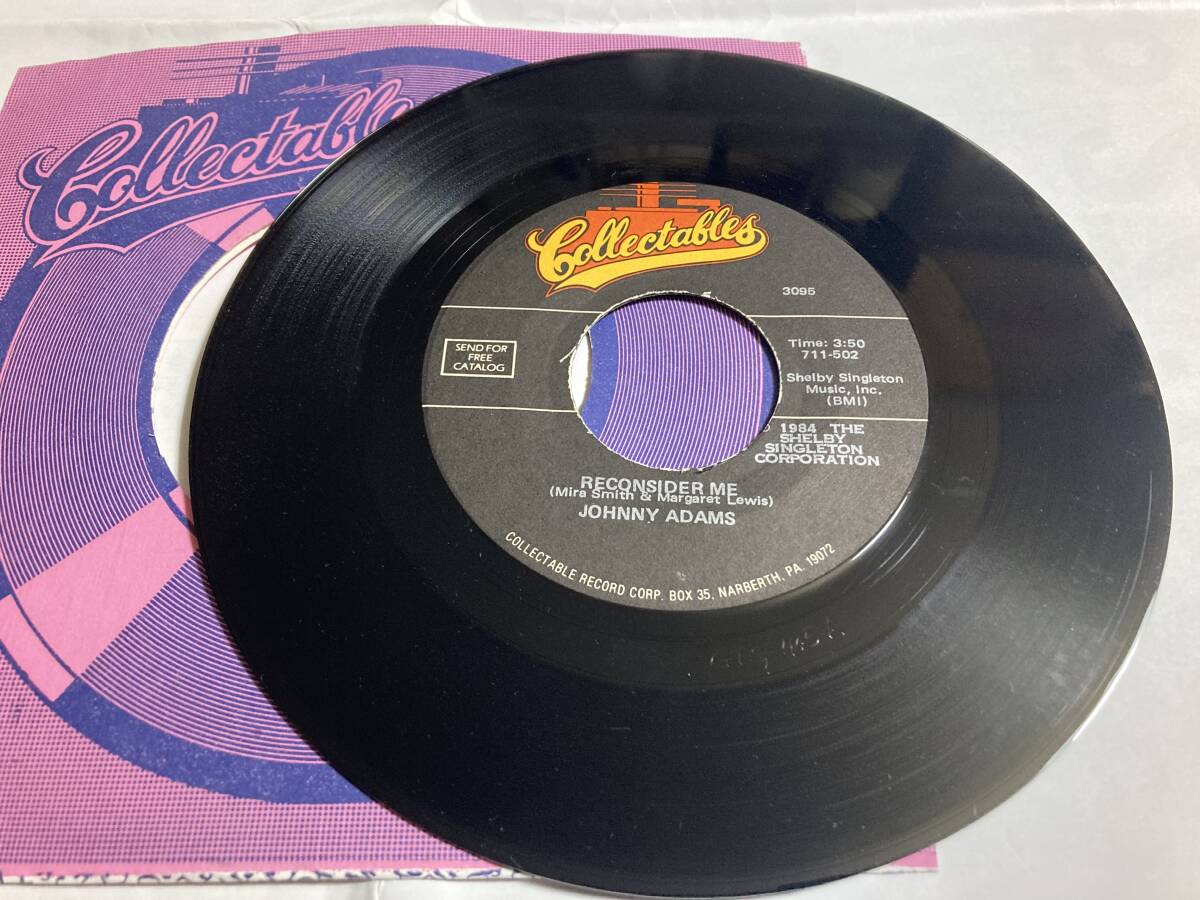 Collectabl
Collectables
3095
SEND FOR
FREE
CATALOG
Time: 3:50
711-502
Shelby Singleton
Music, Inc.
(BMI)
1984 THE
SHELBY
SINGLETON
CORPORATION
RECONSIDER ME
(Mira Smith & Margaret Lewis)
JOHNNY ADAMS
COLLECTABLE RECORD CORP. BOX 35, NARBERTH, PA. 19072